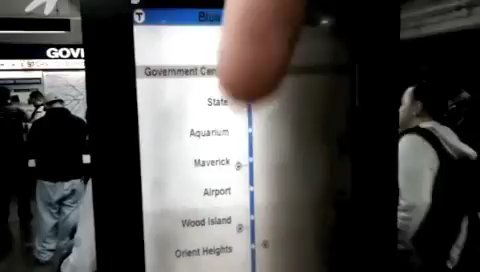 T Blue
GOV
Government Cen
State
Aquarium
Maverick
Airport
Wood Island
Orient Heights